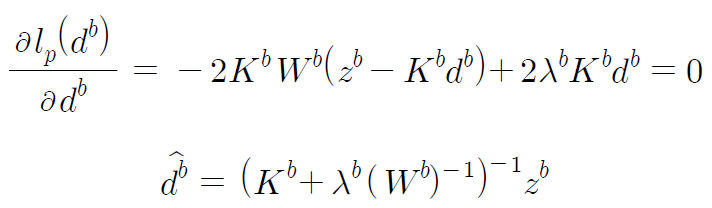 ∂l_p(d^b)/∂d^b = −2K^b W^b(z^b − K^b d^b) + 2λ^b K^b d^b = 0
\hat{d^b} = (K^b + λ^b(W^b)^{−1})^{−1} z^b